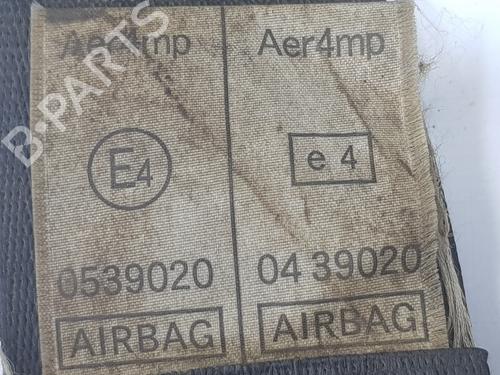 Aer4mp
E4
0539020
AIRBAG
Aer4mp
e 4
04 39020
AIRBAG
B-PARTS